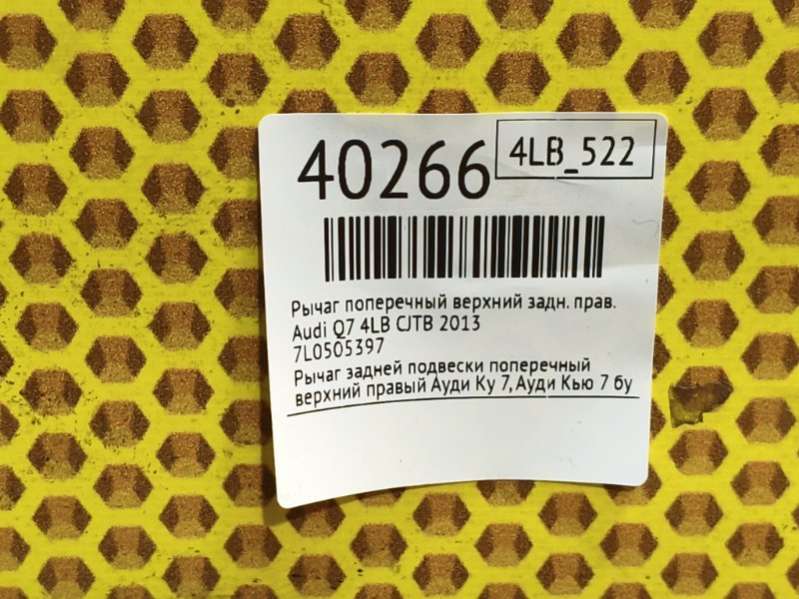 40266
4LB_522
Рычаг поперечный верхний задн. прав.
Audi Q7 4LB CJTB 2013
7L0505397
Рычаг задней подвески поперечный
верхний правый Ауди Ку 7, Ауди Кью 7 бу